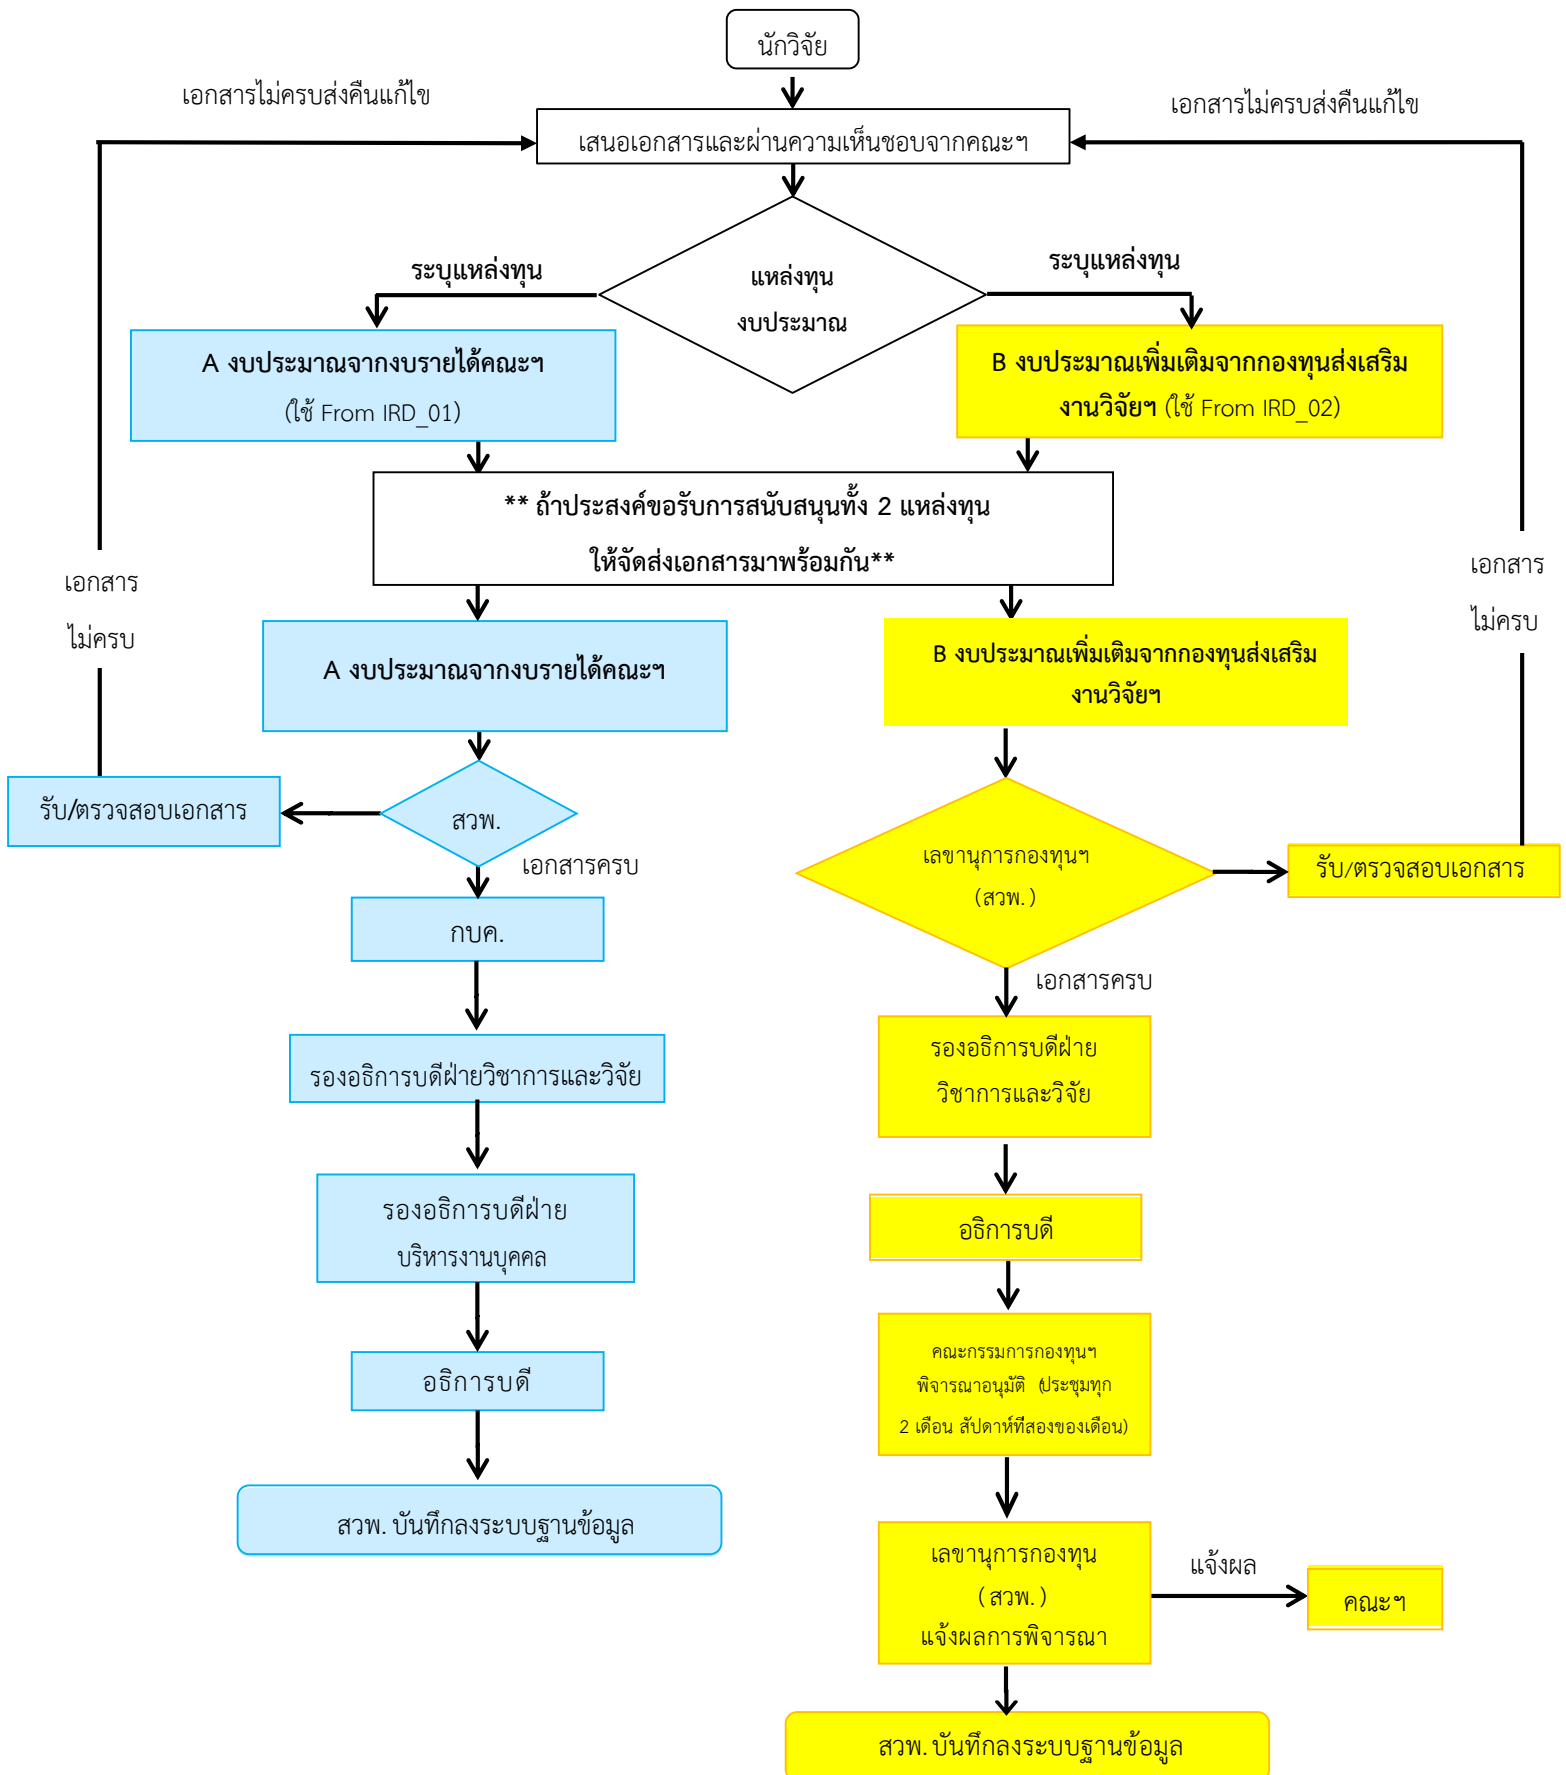 นักวิจัย
เอกสารไม่ครบส่งคืนแก้ไข
เอกสารไม่ครบส่งคืนแก้ไข
เสนอเอกสารและผ่านความเห็นชอบจากคณะฯ
ระบุแหล่งทุน
ระบุแหล่งทุน
แหล่งทุน
งบประมาณ
A งบประมาณจากงบรายได้คณะฯ
(ใช้ From IRD_01)
B งบประมาณเพิ่มเติมจากกองทุนส่งเสริม
งานวิจัยฯ (ใช้ From IRD_02)
** ถ้าประสงค์ขอรับการสนับสนุนทั้ง 2 แหล่งทุน
ให้จัดส่งเอกสารมาพร้อมกัน**
เอกสาร
ไม่ครบ
เอกสาร
ไม่ครบ
A งบประมาณจากงบรายได้คณะฯ
B งบประมาณเพิ่มเติมจากกองทุนส่งเสริม
งานวิจัยฯ
รับ/ตรวจสอบเอกสาร
สวพ.
เอกสารครบ
เลขานุการกองทุนฯ
(สวพ.)
รับ/ตรวจสอบเอกสาร
เอกสารครบ
กบค.
รองอธิการบดีฝ่ายวิชาการและวิจัย
รองอธิการบดีฝ่าย
วิชาการและวิจัย
รองอธิการบดีฝ่าย
บริหารงานบุคคล
อธิการบดี
อธิการบดี
คณะกรรมการกองทุนฯ
พิจารณาอนุมัติ (ประชุมทุก
2 เดือน สัปดาห์ที่สองของเดือน)
สวพ. บันทึกลงระบบฐานข้อมูล
เลขานุการกองทุน
(สวพ.)
แจ้งผลการพิจารณา
แจ้งผล
คณะฯ
สวพ. บันทึกลงระบบฐานข้อมูล